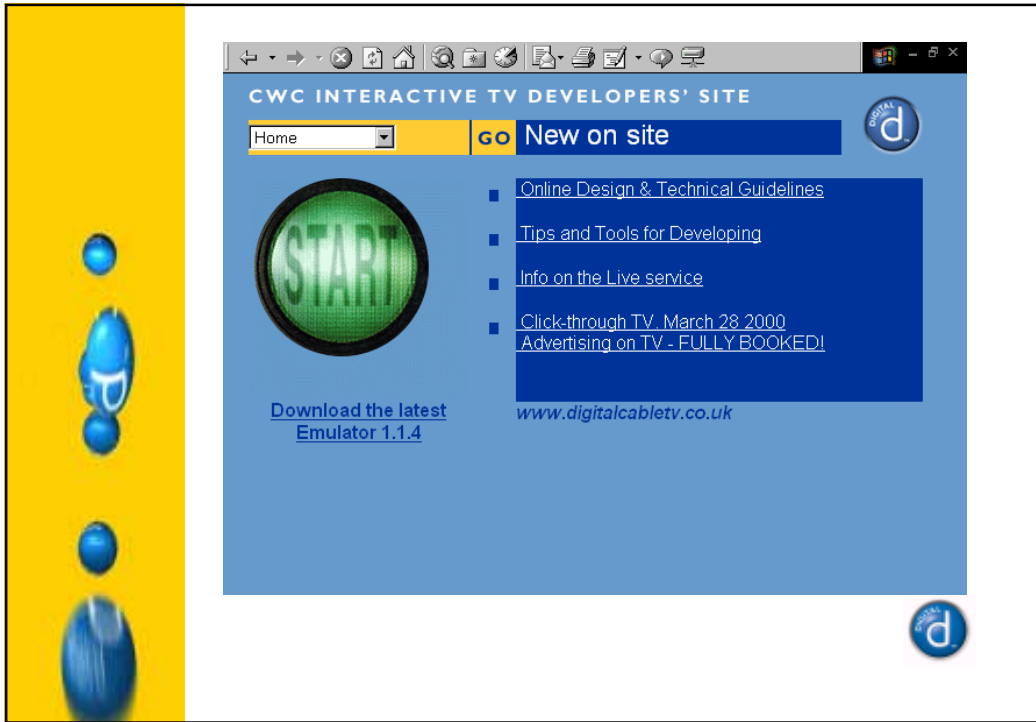 CWC INTERACTIVE TV DEVELOPERS' SITE
Home
GO
New on site
START
Online Design & Technical Guidelines
Tips and Tools for Developing
Info on the Live service
Click-through TV. March 28 2000
Advertising on TV - FULLY BOOKED!
Download the latest
Emulator 1.1.4
www.digitalcabletv.co.uk
DIGITAL
d
DIGITAL
d